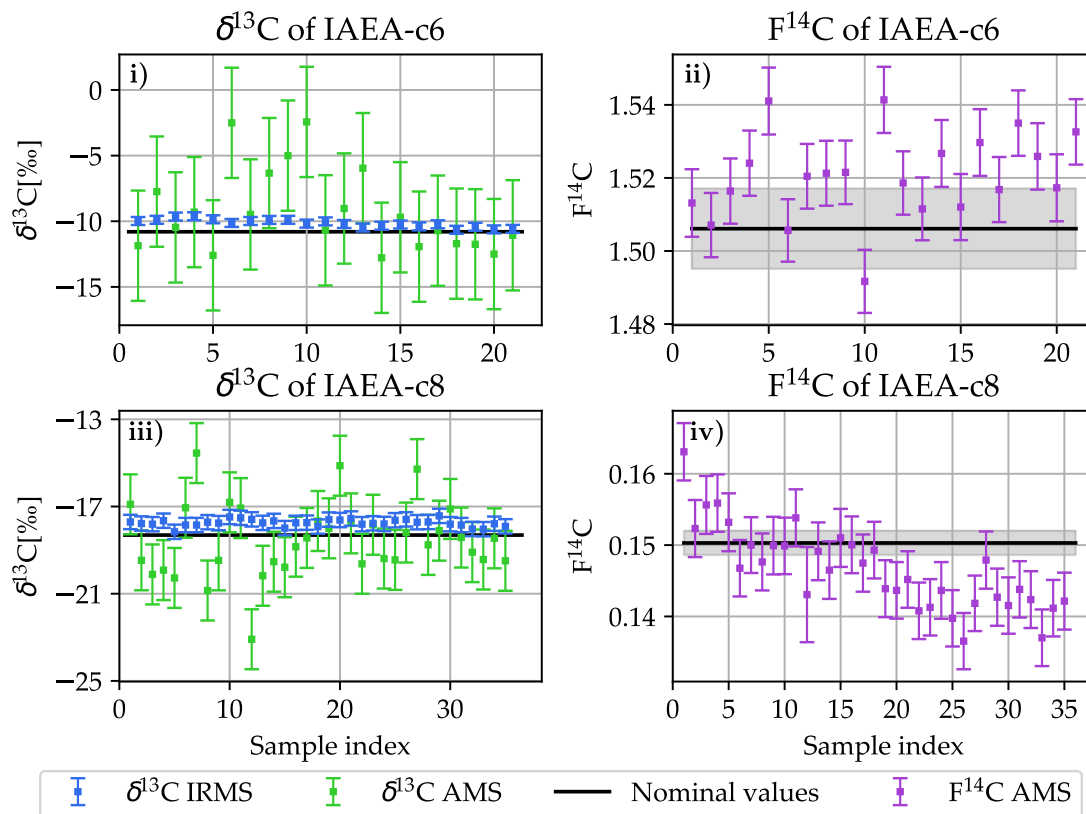 δ¹³C of IAEA-c6
F¹⁴C of IAEA-c6
i)
ii)
0
−5
−10
−15
δ¹³C[‰]
0
5
10
15
20
1.54
1.52
1.50
1.48
F¹⁴C
5
10
15
20
δ¹³C of IAEA-c8
F¹⁴C of IAEA-c8
iii)
iv)
−13
−17
−21
−25
δ¹³C[‰]
0
10
20
30
Sample index
0.16
0.15
0.14
F¹⁴C
0
5
10
15
20
25
30
35
Sample index
δ¹³C IRMS
δ¹³C AMS
Nominal values
F¹⁴C AMS